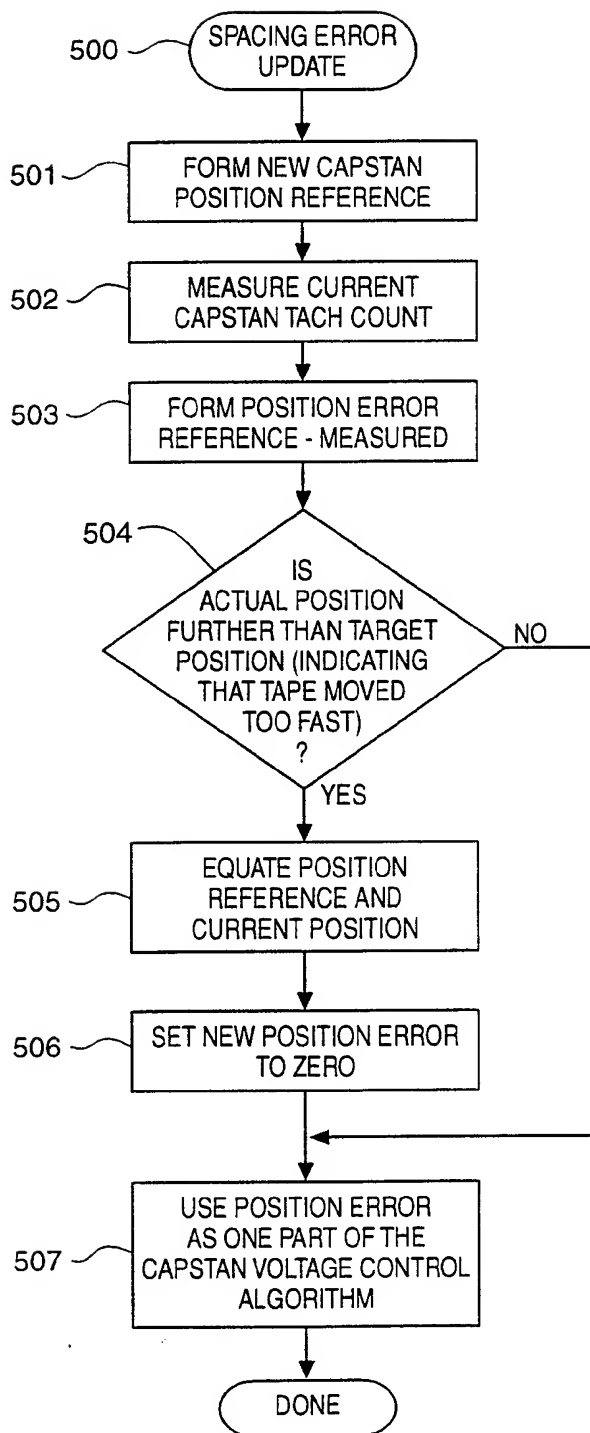 500
SPACING ERROR
UPDATE
501
FORM NEW CAPSTAN
POSITION REFERENCE
502
MEASURE CURRENT
CAPSTAN TACH COUNT
503
FORM POSITION ERROR
REFERENCE - MEASURED
504
IS
ACTUAL POSITION
FURTHER THAN TARGET
POSITION (INDICATING
THAT TAPE MOVED
TOO FAST)
?
NO
YES
505
EQUATE POSITION
REFERENCE AND
CURRENT POSITION
506
SET NEW POSITION ERROR
TO ZERO
507
USE POSITION ERROR
AS ONE PART OF THE
CAPSTAN VOLTAGE CONTROL
ALGORITHM
DONE